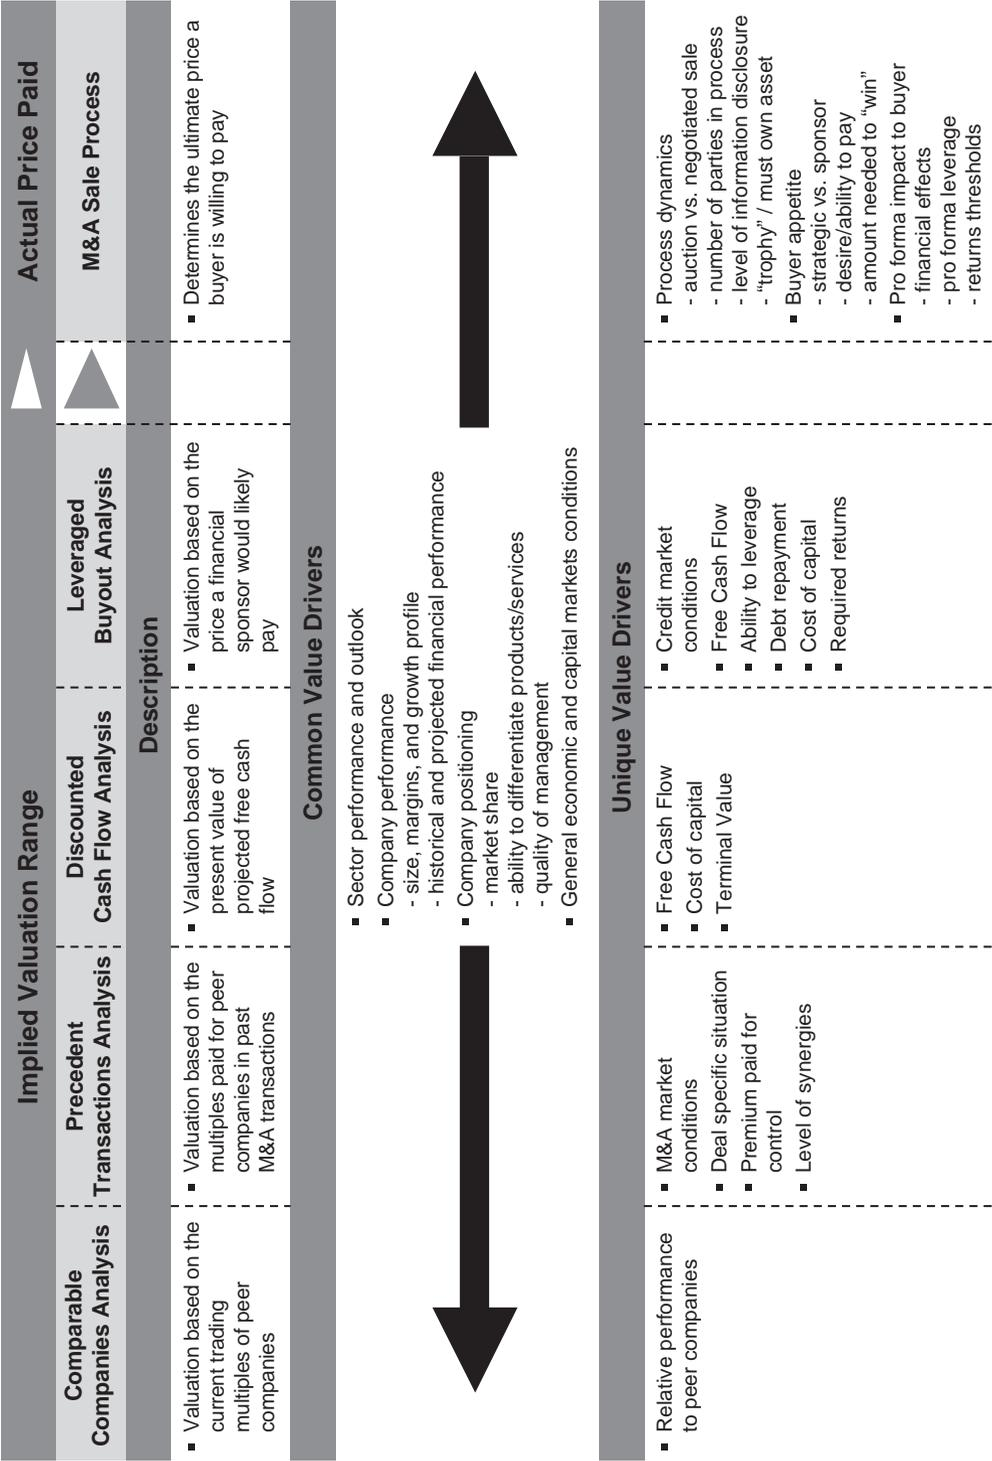 Implied Valuation Range
Actual Price Paid
Comparable
Companies Analysis
Precedent
Transactions Analysis
Discounted
Cash Flow Analysis
Leveraged
Buyout Analysis
M&A Sale Process
Description
▪ Valuation based on the
current trading
multiples of peer
companies
▪ Valuation based on the
multiples paid for peer
companies in past
M&A transactions
▪ Valuation based on the
present value of
projected free cash
flow
▪ Valuation based on the
price a financial
sponsor would likely
pay
▪ Determines the ultimate price a
buyer is willing to pay
Common Value Drivers
▪ Sector performance and outlook
▪ Company performance
- size, margins, and growth profile
- historical and projected financial performance
▪ Company positioning
- market share
- ability to differentiate products/services
- quality of management
▪ General economic and capital markets conditions
Unique Value Drivers
▪ Relative performance
to peer companies
▪ M&A market
conditions
▪ Deal specific situation
▪ Premium paid for
control
▪ Level of synergies
▪ Free Cash Flow
▪ Cost of capital
▪ Terminal Value
▪ Credit market
conditions
▪ Free Cash Flow
▪ Ability to leverage
▪ Debt repayment
▪ Cost of capital
▪ Required returns
▪ Process dynamics
- auction vs. negotiated sale
- number of parties in process
- level of information disclosure
- “trophy” / must own asset
▪ Buyer appetite
- strategic vs. sponsor
- desire/ability to pay
- amount needed to “win”
▪ Pro forma impact to buyer
- financial effects
- pro forma leverage
- returns thresholds